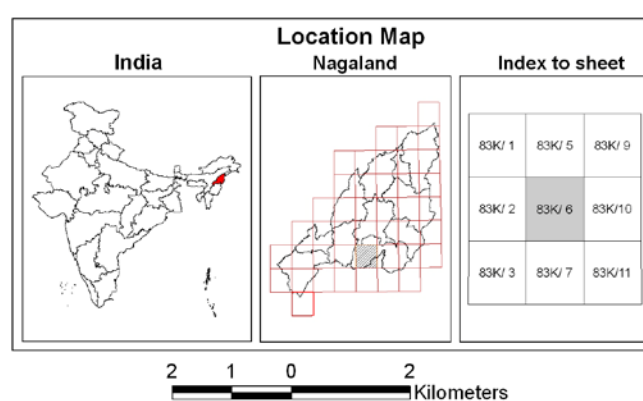 Location Map
India
Nagaland
Index to sheet
83K/ 1 83K/ 5 83K/ 9
83K/ 2 83K/ 6 83K/10
83K/ 3 83K/ 7 83K/11
2 1 0 2
Kilometers